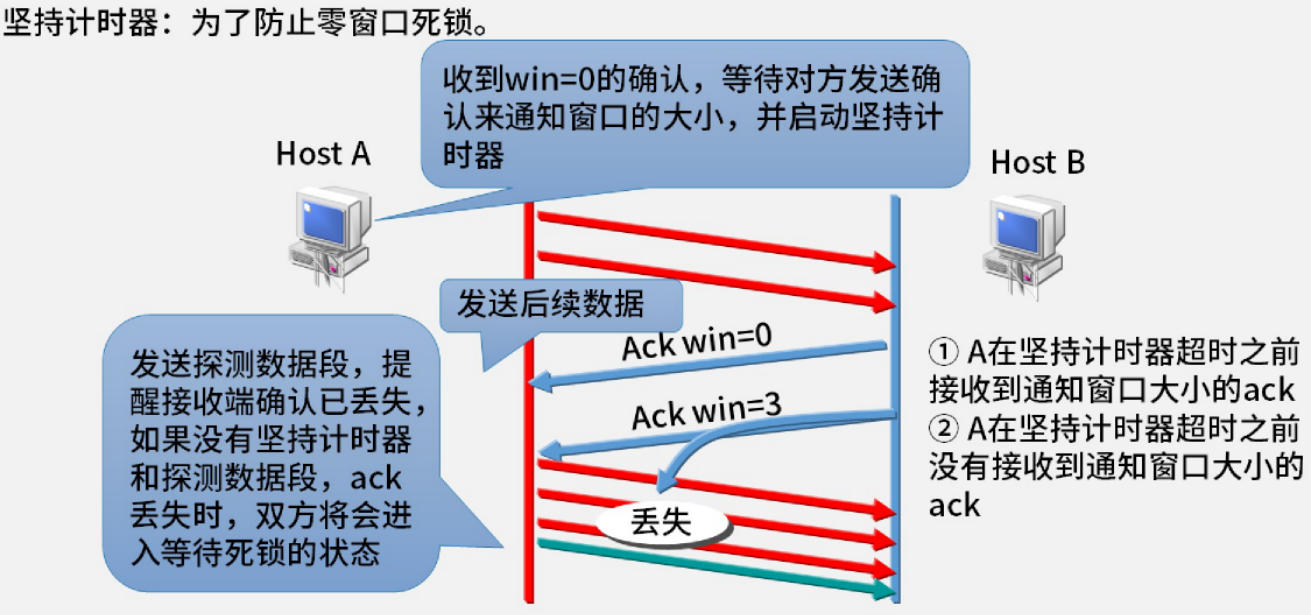 坚持计时器：为了防止零窗口死锁。
收到win=0的确认，等待对方发送确
认来通知窗口的大小，并启动坚持计
时器
Host A
Host B
发送后续数据
Ack win=0
发送探测数据段，提
醒接收端确认已丢失，
如果没有坚持计时器
和探测数据段，ack
丢失时，双方将会进
入等待死锁的状态
Ack win=3
丢失
① A在坚持计时器超时之前
接收到通知窗口大小的ack
② A在坚持计时器超时之前
没有接收到通知窗口大小的
ack